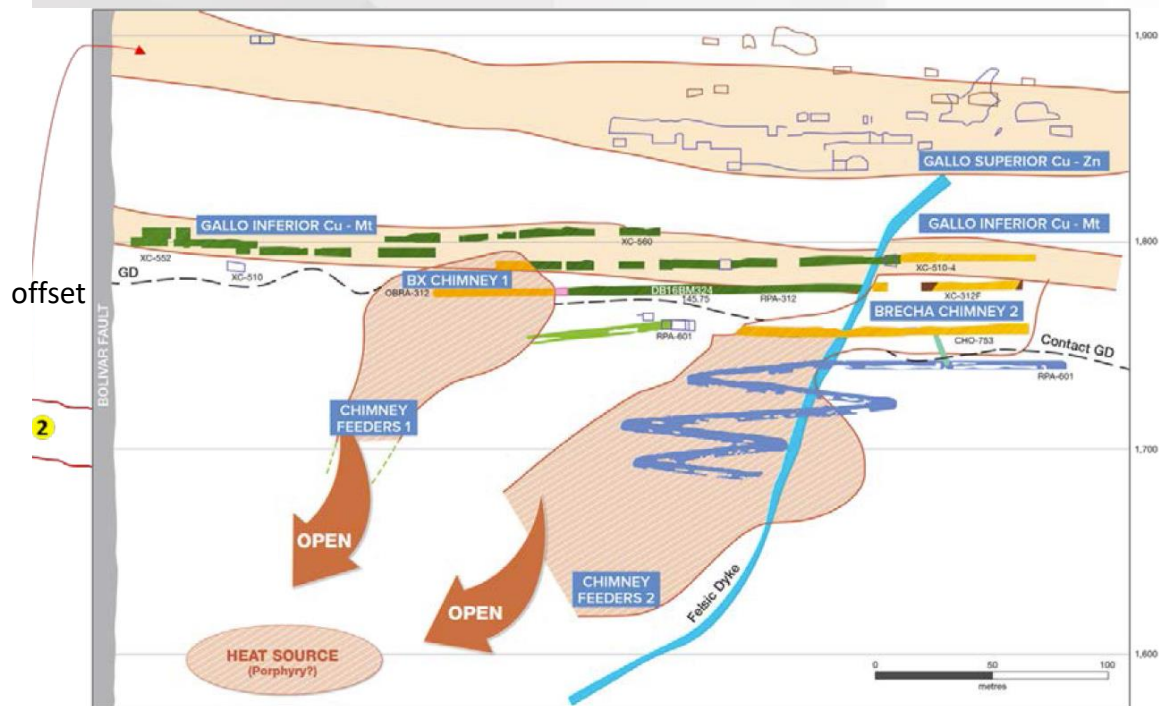 1,900
GALLO SUPERIOR Cu - Zn
GALLO INFERIOR Cu - Mt
GALLO INFERIOR Cu - Mt
1,800
XC-560
XC-552
XC-510
XC-510-4
GD
BX CHIMNEY 1
offset
OBRA-312
DB16BM324
145.75
RPA-312
XC-312F
BRECHA CHIMNEY 2
RPA-601
CHO-753
Contact GD
RPA-601
BOLIVAR FAULT
2
CHIMNEY
FEEDERS 1
1,700
OPEN
OPEN
CHIMNEY
FEEDERS 2
Felsic Dyke
HEAT SOURCE
(Porphyry?)
1,600
0
50
100
metres